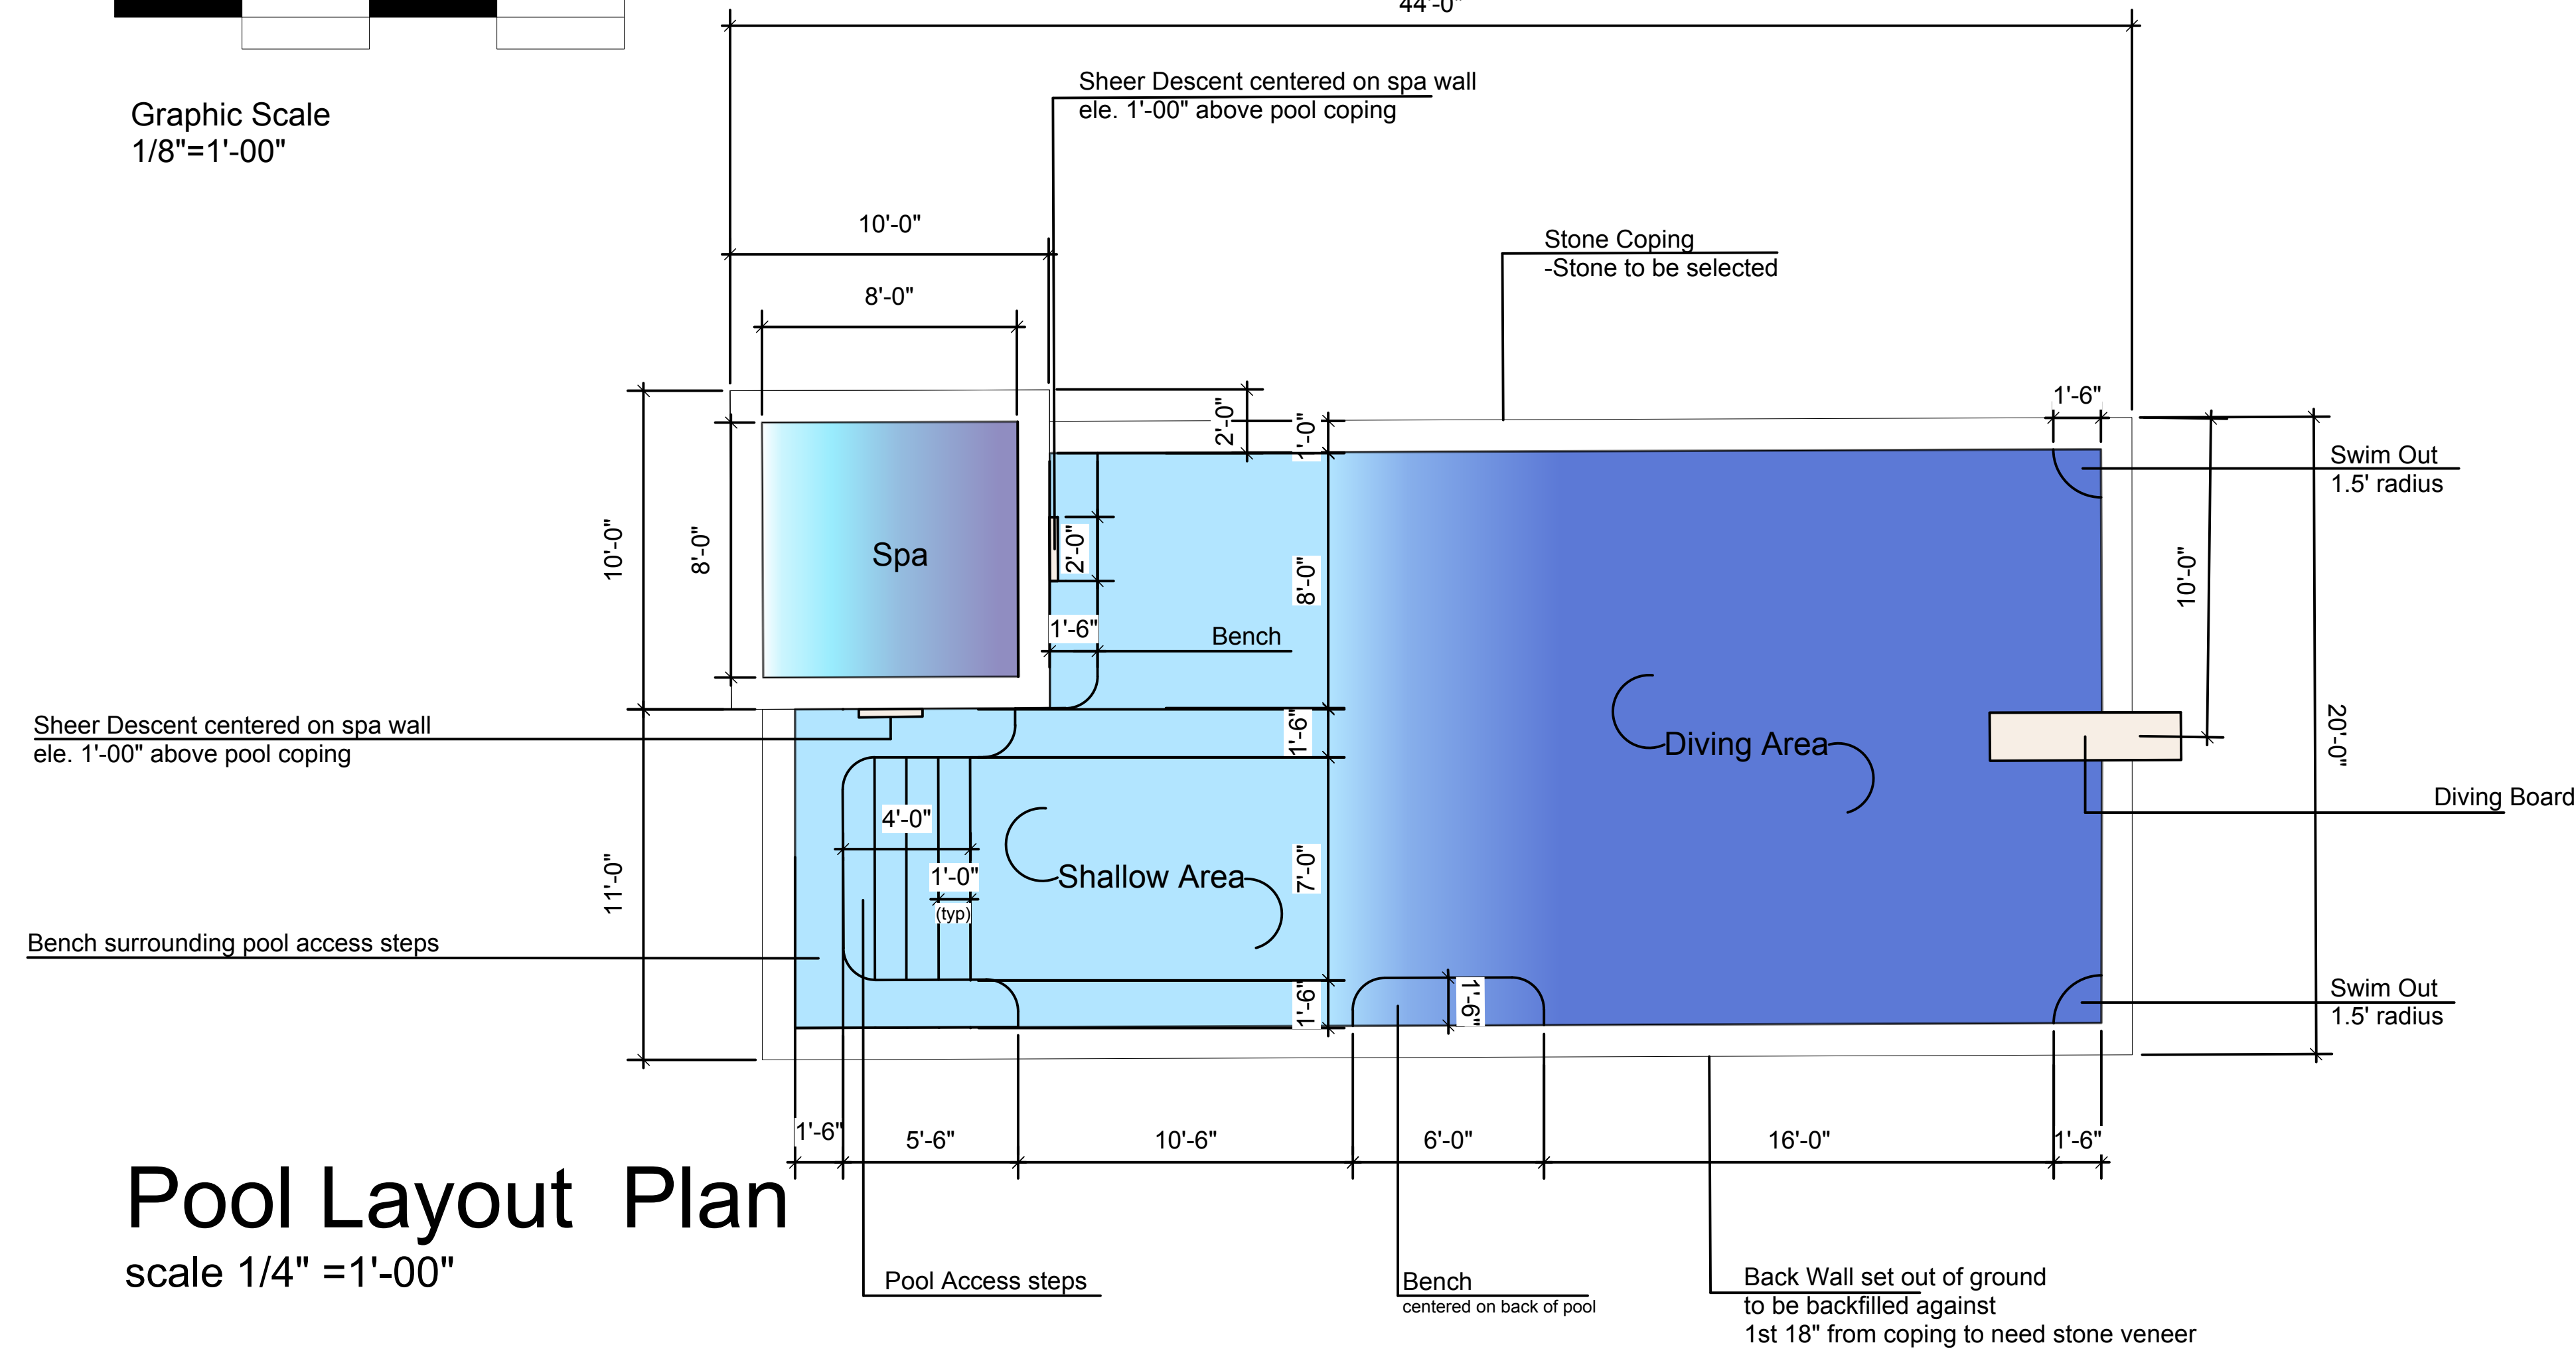 44'-0"
Sheer Descent centered on spa wall
ele. 1'-00" above pool coping
Graphic Scale
1/8"=1'-00"
10'-0"
Stone Coping
-Stone to be selected
8'-0"
2'-0"
1'-0"
1'-6"
Swim Out
1.5' radius
10'-0"
8'-0"
Spa
2'-0"
8'-0"
10'-0"
1'-6"
Bench
Sheer Descent centered on spa wall
ele. 1'-00" above pool coping
1'-6"
Diving Area
20'-0"
Diving Board
4'-0"
11'-0"
1'-0"
(typ)
Shallow Area
7'-0"
Bench surrounding pool access steps
1'-6"
1'-6"
Swim Out
1.5' radius
1'-6"
5'-6"
10'-6"
6'-0"
16'-0"
1'-6"
Pool Layout Plan
scale 1/4" =1'-00"
Pool Access steps
Bench
centered on back of pool
Back Wall set out of ground
to be backfilled against
1st 18" from coping to need stone veneer